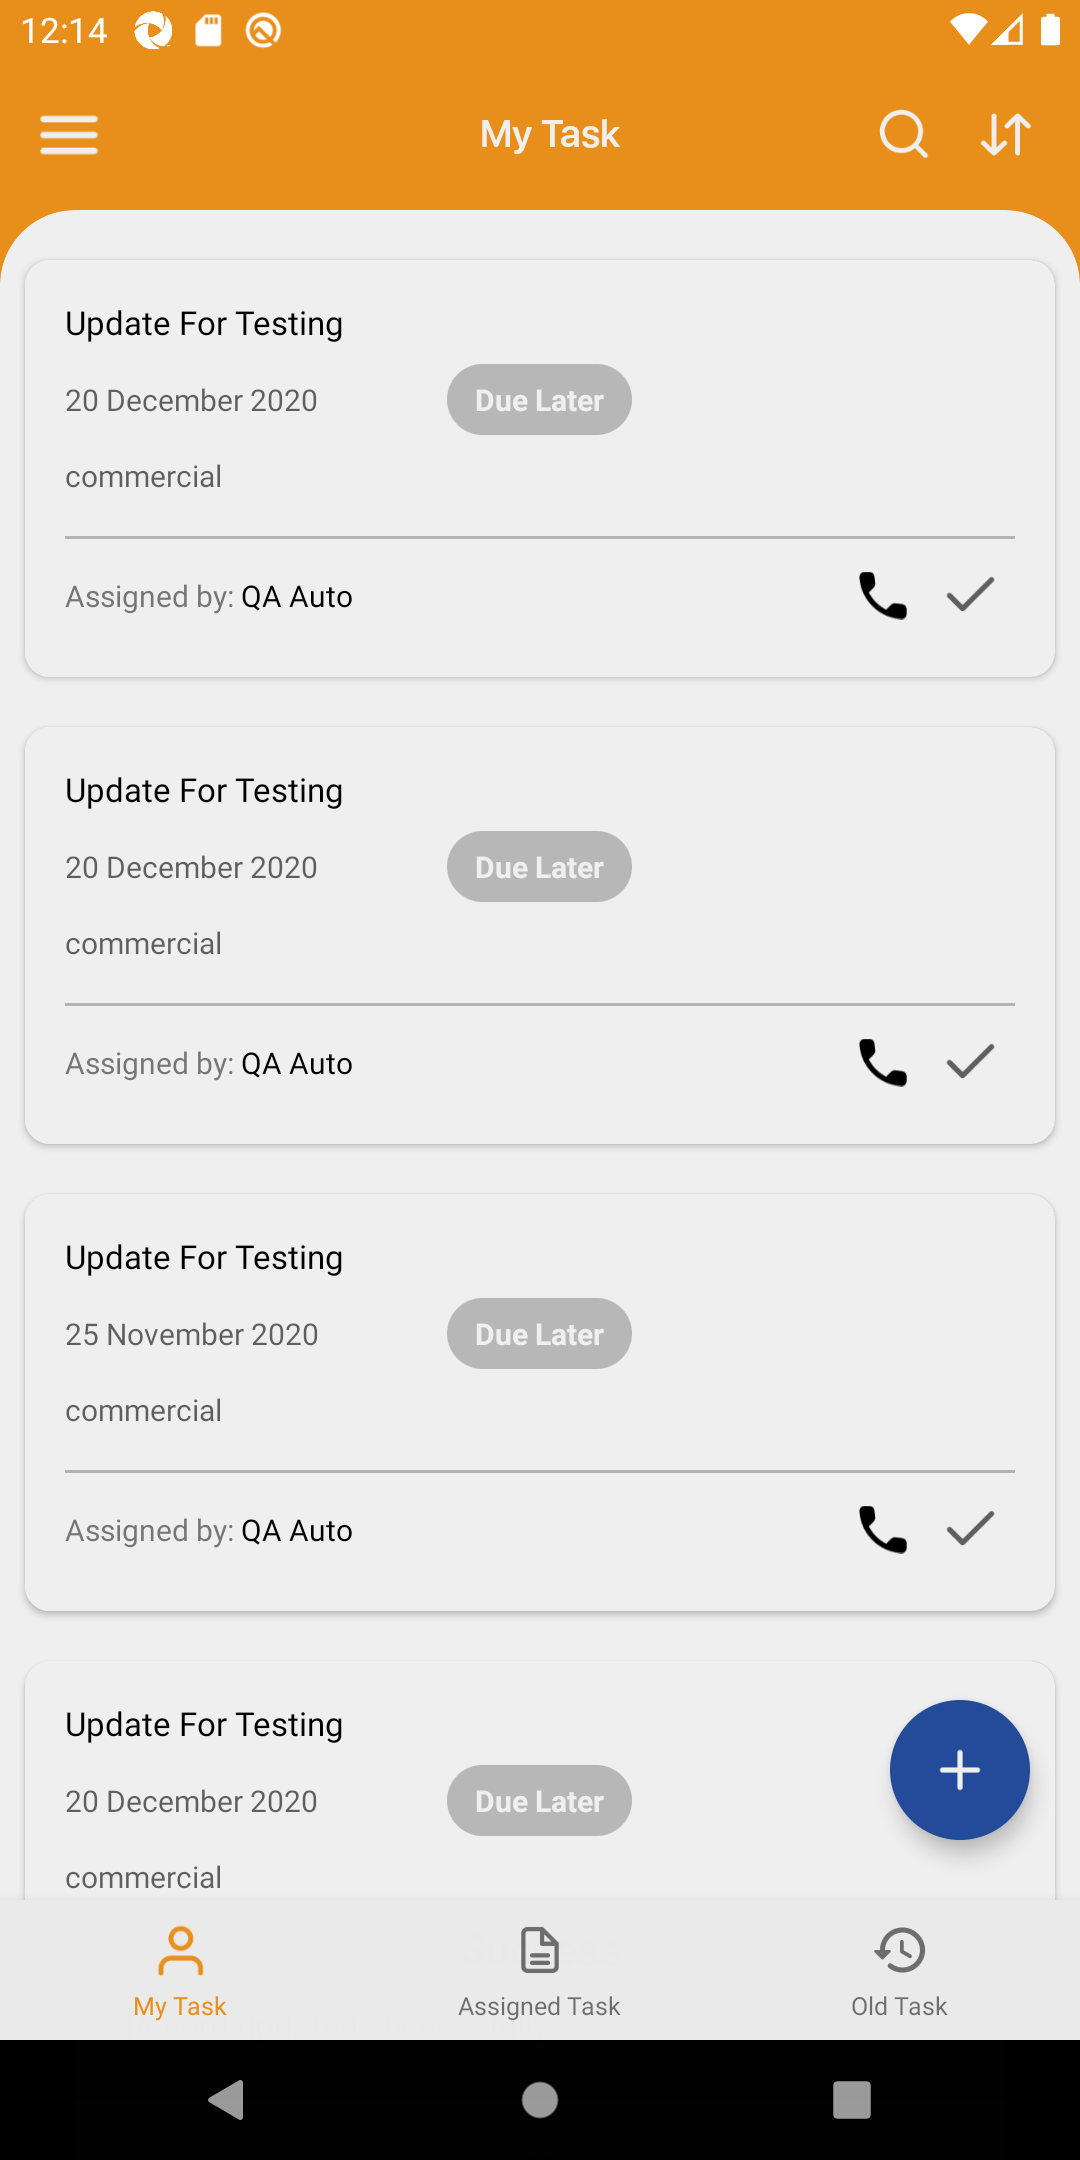 12:14
My Task
Update For Testing
20 December 2020
Due Later
commercial
Assigned by: QA Auto
Update For Testing
20 December 2020
Due Later
commercial
Assigned by: QA Auto
Update For Testing
25 November 2020
Due Later
commercial
Assigned by: QA Auto
Update For Testing
20 December 2020
Due Later
commercial
My Task
Assigned Task
Old Task